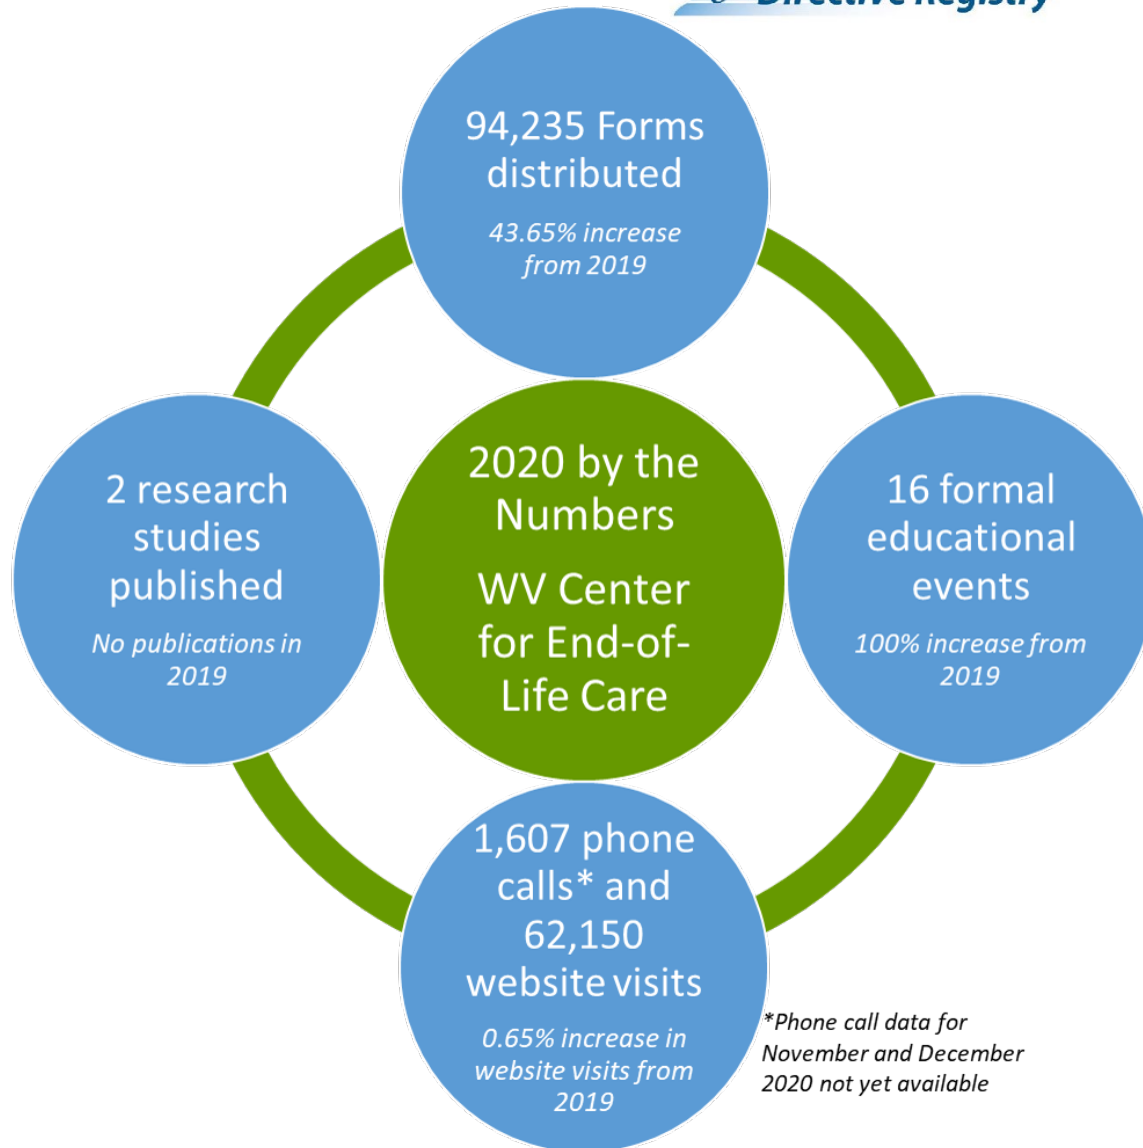 Directive Registry
94,235 Forms
distributed
43.65% increase
from 2019
2 research
studies
published
No publications in
2019
2020 by the
Numbers
WV Center
for End-of-
Life Care
16 formal
educational
events
100% increase from
2019
1,607 phone
calls* and
62,150
website visits
0.65% increase in
website visits from
2019
*Phone call data for
November and December
2020 not yet available